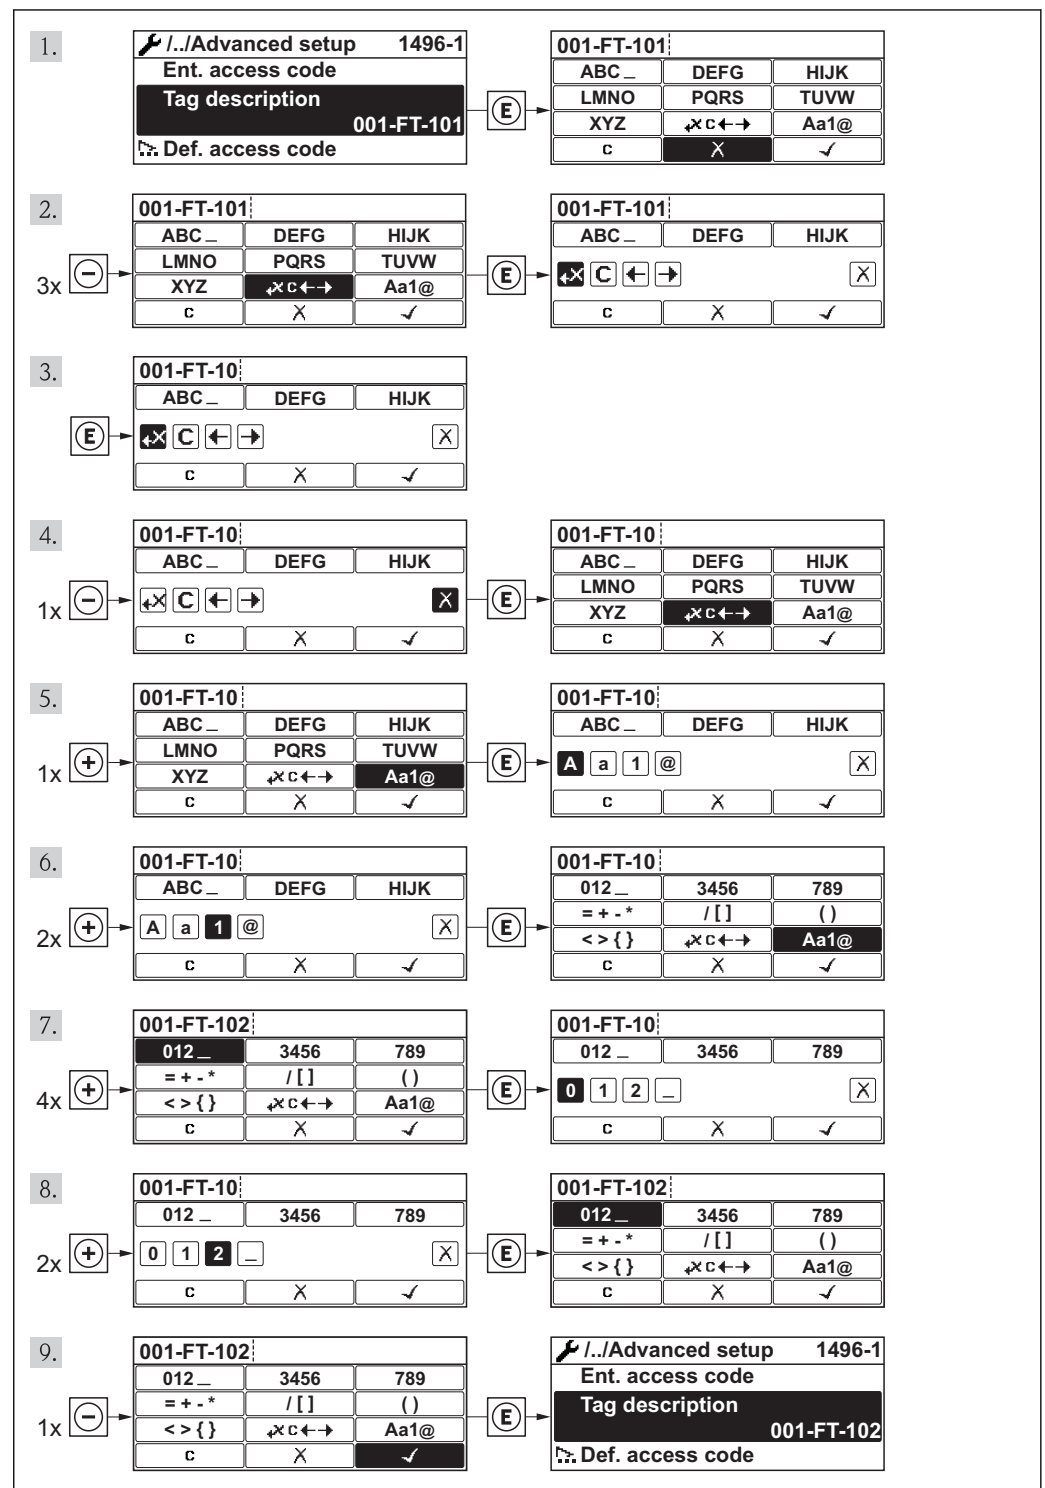 1.
/../Advanced setup 1496-1
Ent. access code
Tag description
001-FT-101
Def. access code
E
001-FT-101
ABC_ DEFG HIJK
LMNO PQRS TUVW
XYZ C←→ Aa1@
C X ✓
2.
3x −
001-FT-101
ABC_ DEFG HIJK
LMNO PQRS TUVW
XYZ C←→ Aa1@
C X ✓
E
001-FT-101
ABC_ DEFG HIJK
C ← → X
C X ✓
3.
E
001-FT-10
ABC_ DEFG HIJK
C ← → X
C X ✓
4.
1x −
001-FT-10
ABC_ DEFG HIJK
C ← → X
C X ✓
E
001-FT-10
ABC_ DEFG HIJK
LMNO PQRS TUVW
XYZ C←→ Aa1@
C X ✓
5.
1x +
001-FT-10
ABC_ DEFG HIJK
LMNO PQRS TUVW
XYZ C←→ Aa1@
C X ✓
E
001-FT-10
ABC_ DEFG HIJK
A a 1 @ X
C X ✓
6.
2x +
001-FT-10
ABC_ DEFG HIJK
A a 1 @ X
C X ✓
E
001-FT-10
012_ 3456 789
= + - * / [ ] ( )
< > { } C←→ Aa1@
C X ✓
7.
4x +
001-FT-102
012_ 3456 789
= + - * / [ ] ( )
< > { } C←→ Aa1@
C X ✓
E
001-FT-10
012_ 3456 789
0 1 2 _ X
C X ✓
8.
2x +
001-FT-10
012_ 3456 789
0 1 2 _ X
C X ✓
E
001-FT-102
012_ 3456 789
= + - * / [ ] ( )
< > { } C←→ Aa1@
C X ✓
9.
1x −
001-FT-102
012_ 3456 789
= + - * / [ ] ( )
< > { } C←→ Aa1@
C X ✓
E
/../Advanced setup 1496-1
Ent. access code
Tag description
001-FT-102
Def. access code